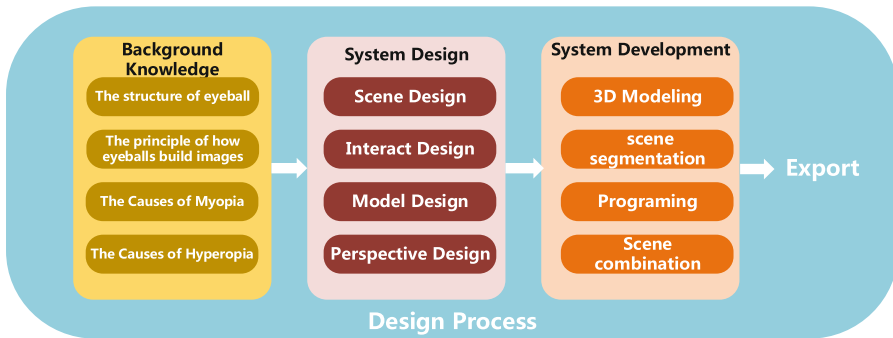 Background
Knowledge
The structure of eyeball
The principle of how
eyeballs build images
The Causes of Myopia
The Causes of Hyperopia
System Design
Scene Design
Interact Design
Model Design
Perspective Design
System Development
3D Modeling
scene
segmentation
Programing
Scene
combination
Export
Design Process